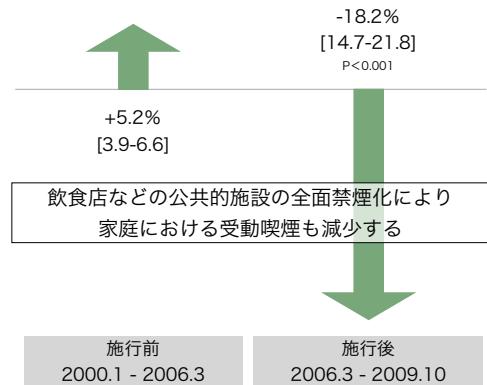 -18.2%
[14.7-21.8]
P<0.001
+5.2%
[3.9-6.6]
飲食店などの公共的施設の全面禁煙化により
家庭における受動喫煙も減少する
施行前
2000.1 - 2006.3
施行後
2006.3 - 2009.10